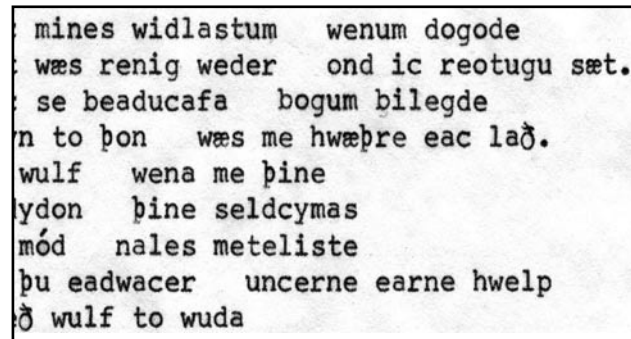 mines widlastum wenum dogode
wæs renig weder ond ic reotugu sæt.
se beaducafa bogum bilegde
to þon wæs me hwæþre eac lað.
wulf wena me þine
þine seldcymas
mód nales meteliste
þu eadwacer uncerne earne hwelp
wulf to wuda